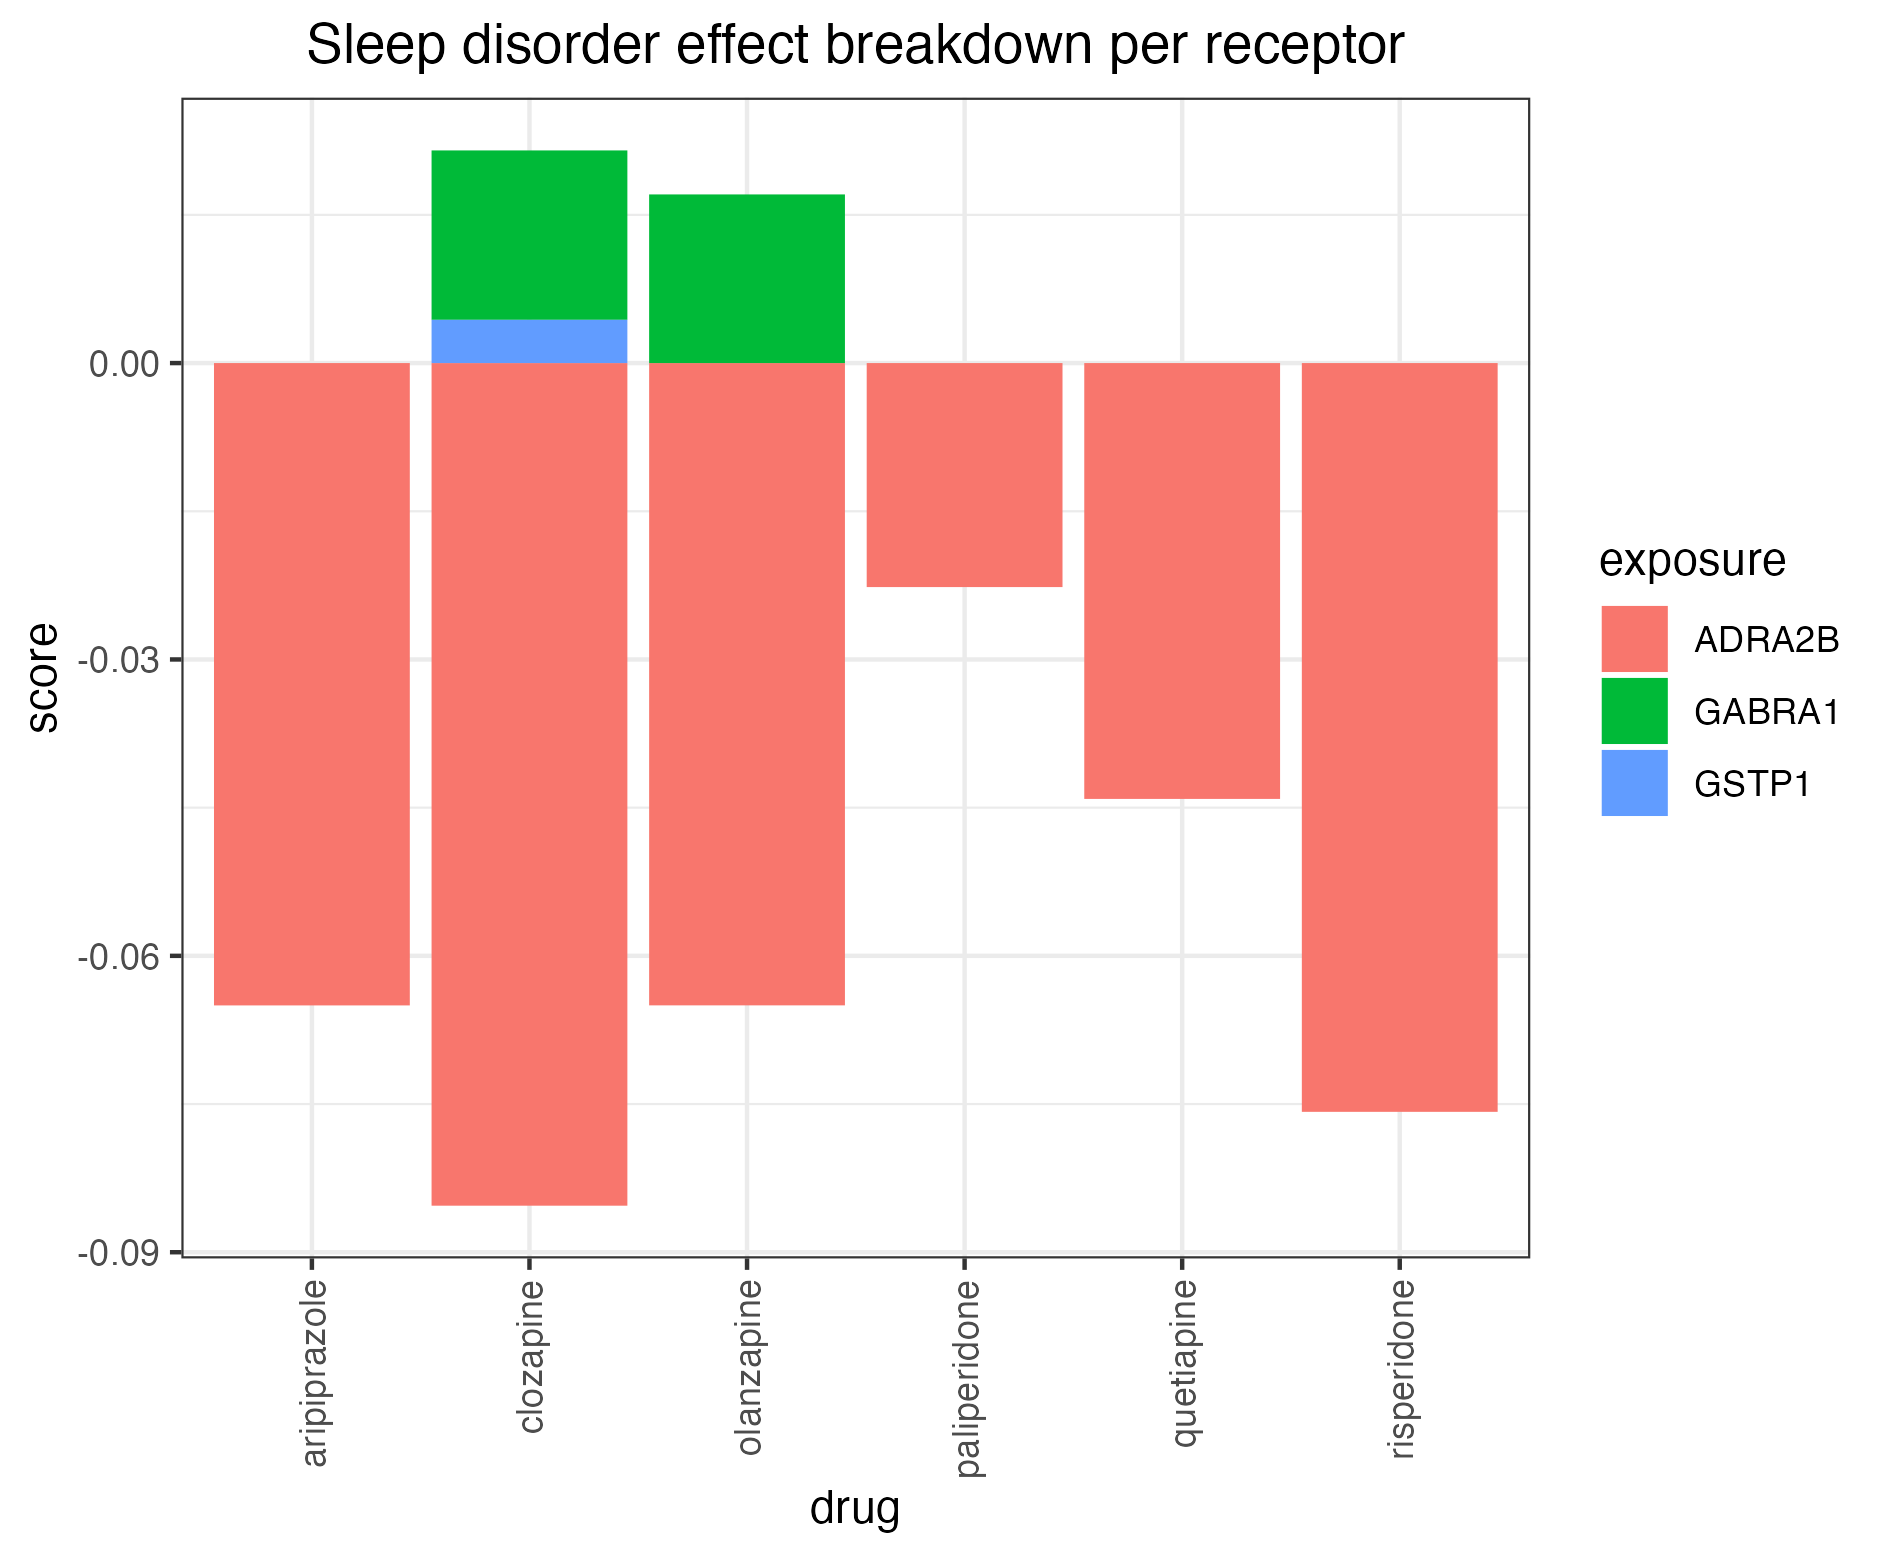 Sleep disorder effect breakdown per receptor
score
0.00
-0.03
-0.06
-0.09
aripiprazole
clozapine
olanzapine
paliperidone
quetiapine
risperidone
drug
exposure
ADRA2B
GABRA1
GSTP1